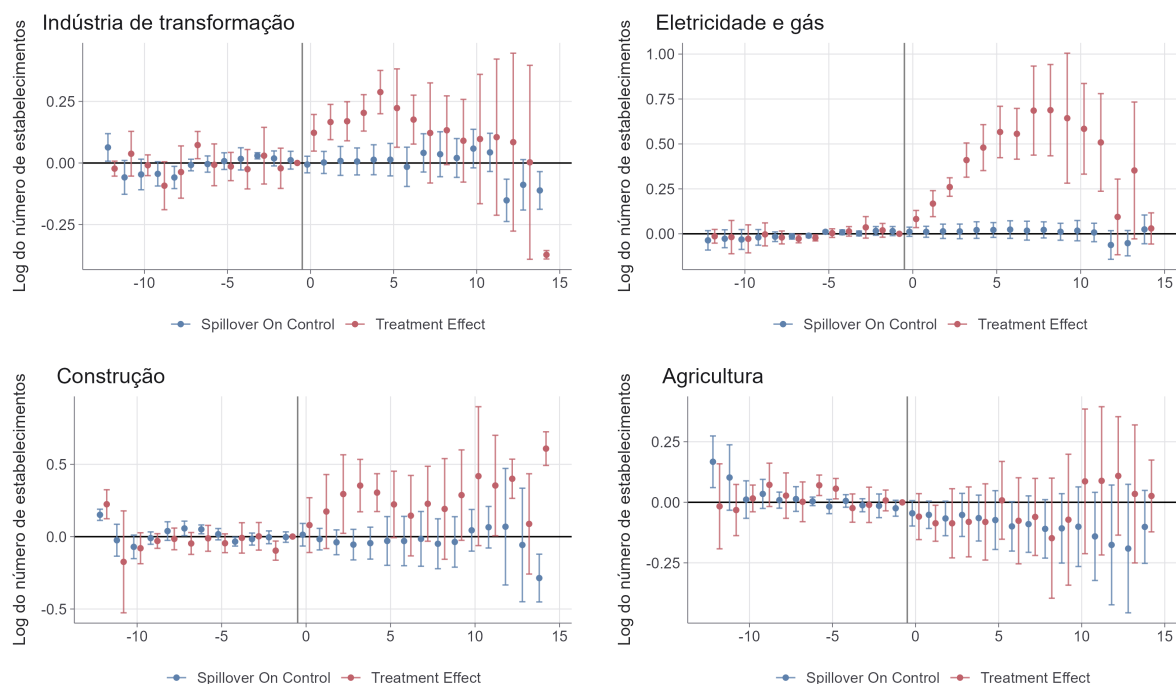 Indústria de transformação
Log do número de estabelecimentos
0.25
0.00
-0.25
-10 -5 0 5 10 15
Spillover On Control Treatment Effect
Eletricidade e gás
Log do número de estabelecimentos
1.00
0.75
0.50
0.25
0.00
-10 -5 0 5 10 15
Spillover On Control Treatment Effect
Construção
Log do número de estabelecimentos
0.5
0.0
-0.5
-10 -5 0 5 10 15
Spillover On Control Treatment Effect
Agricultura
Log do número de estabelecimentos
0.25
0.00
-0.25
-10 -5 0 5 10 15
Spillover On Control Treatment Effect